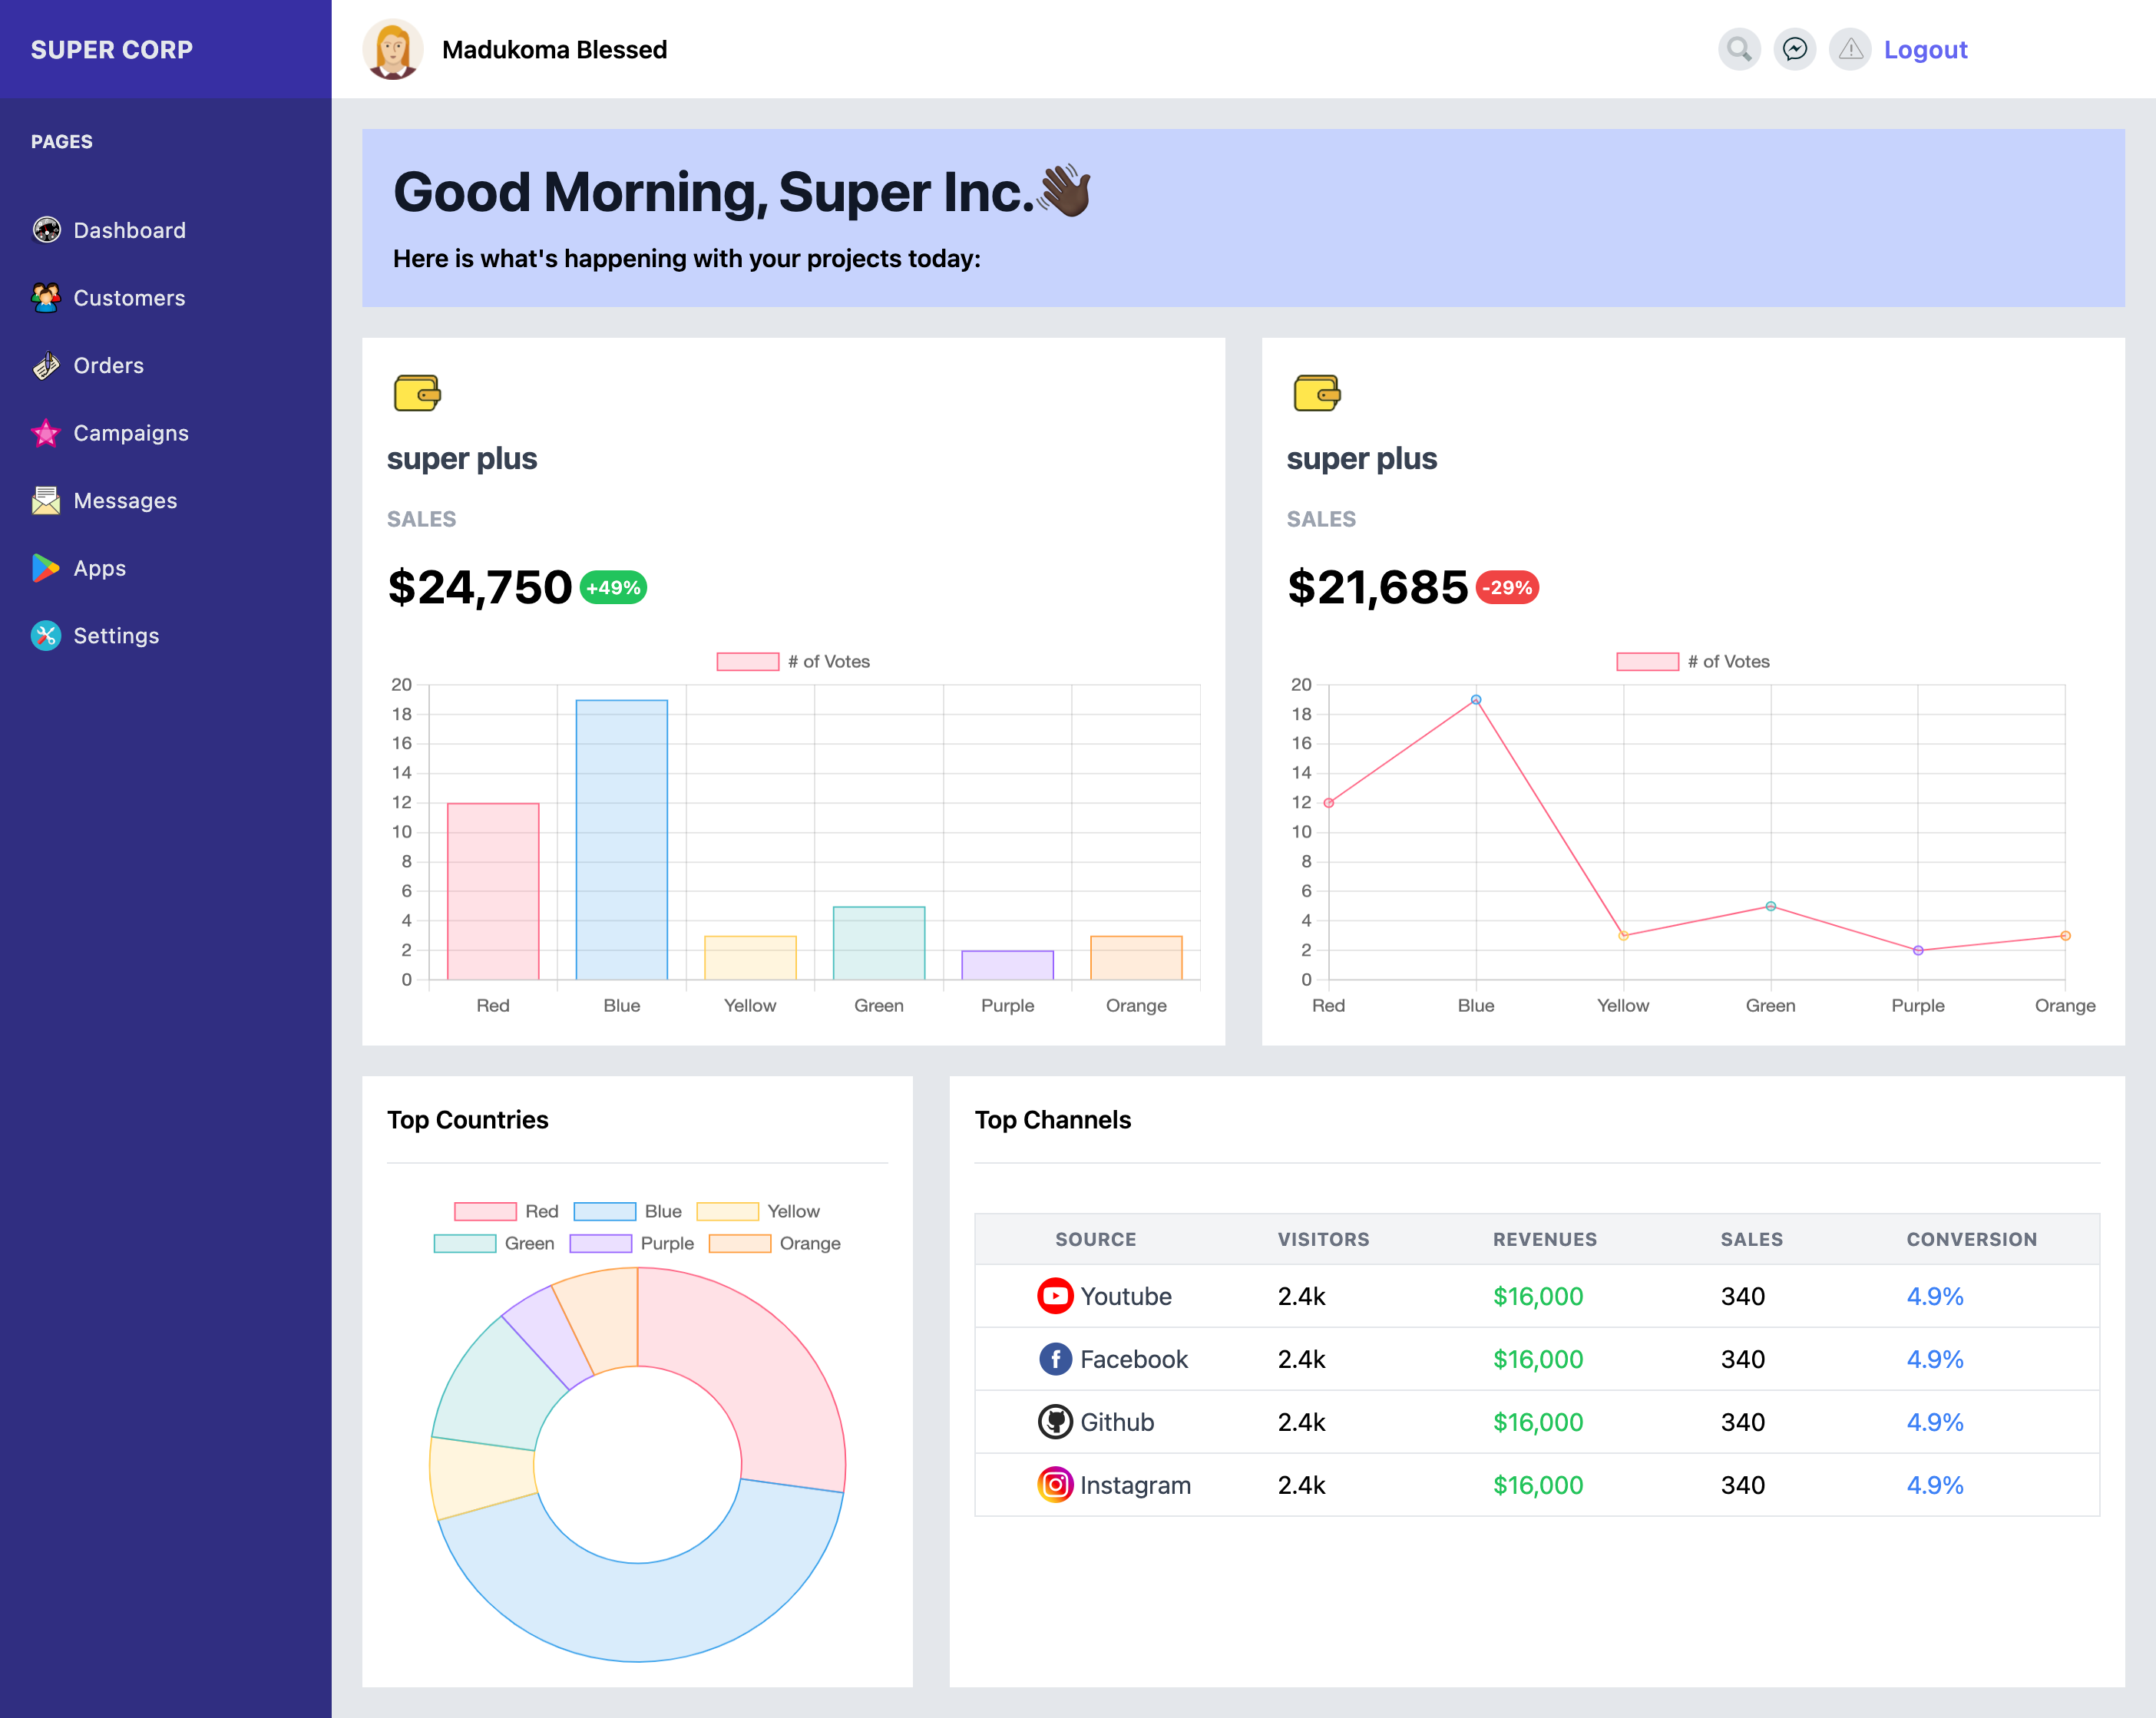 SUPER CORP
PAGES
Dashboard
Customers
Orders
Campaigns
Messages
Apps
Settings
Madukoma Blessed
Logout
Good Morning, Super Inc.👋🏿
Here is what's happening with your projects today:
super plus
SALES
$24,750 +49%
# of Votes
20
18
16
14
12
10
8
6
4
2
0
Red Blue Yellow Green Purple Orange
super plus
SALES
$21,685 -29%
# of Votes
20
18
16
14
12
10
8
6
4
2
0
Red Blue Yellow Green Purple Orange
Top Countries
Red Blue Yellow
Green Purple Orange
Top Channels
SOURCE VISITORS REVENUES SALES CONVERSION
Youtube 2.4k $16,000 340 4.9%
Facebook 2.4k $16,000 340 4.9%
Github 2.4k $16,000 340 4.9%
Instagram 2.4k $16,000 340 4.9%